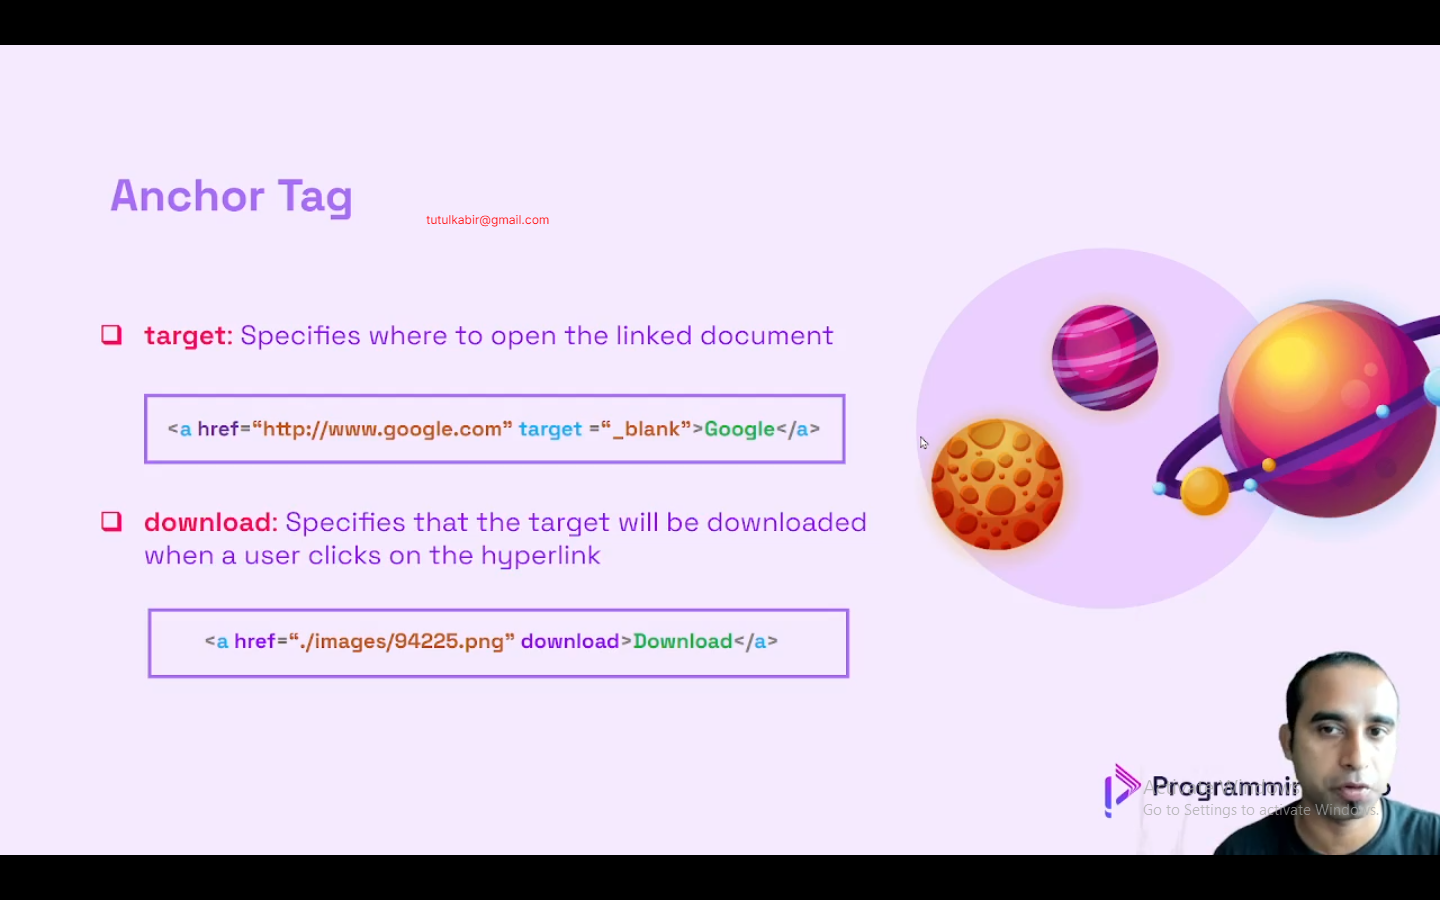 Anchor Tag
tutulkabir@gmail.com
❏ target: Specifies where to open the linked document
<a href=“http://www.google.com” target =“_blank”>Google</a>
❏ download: Specifies that the target will be downloaded
when a user clicks on the hyperlink
<a href=“./images/94225.png” download>Download</a>
Activate Windows
Go to Settings to activate Windows.